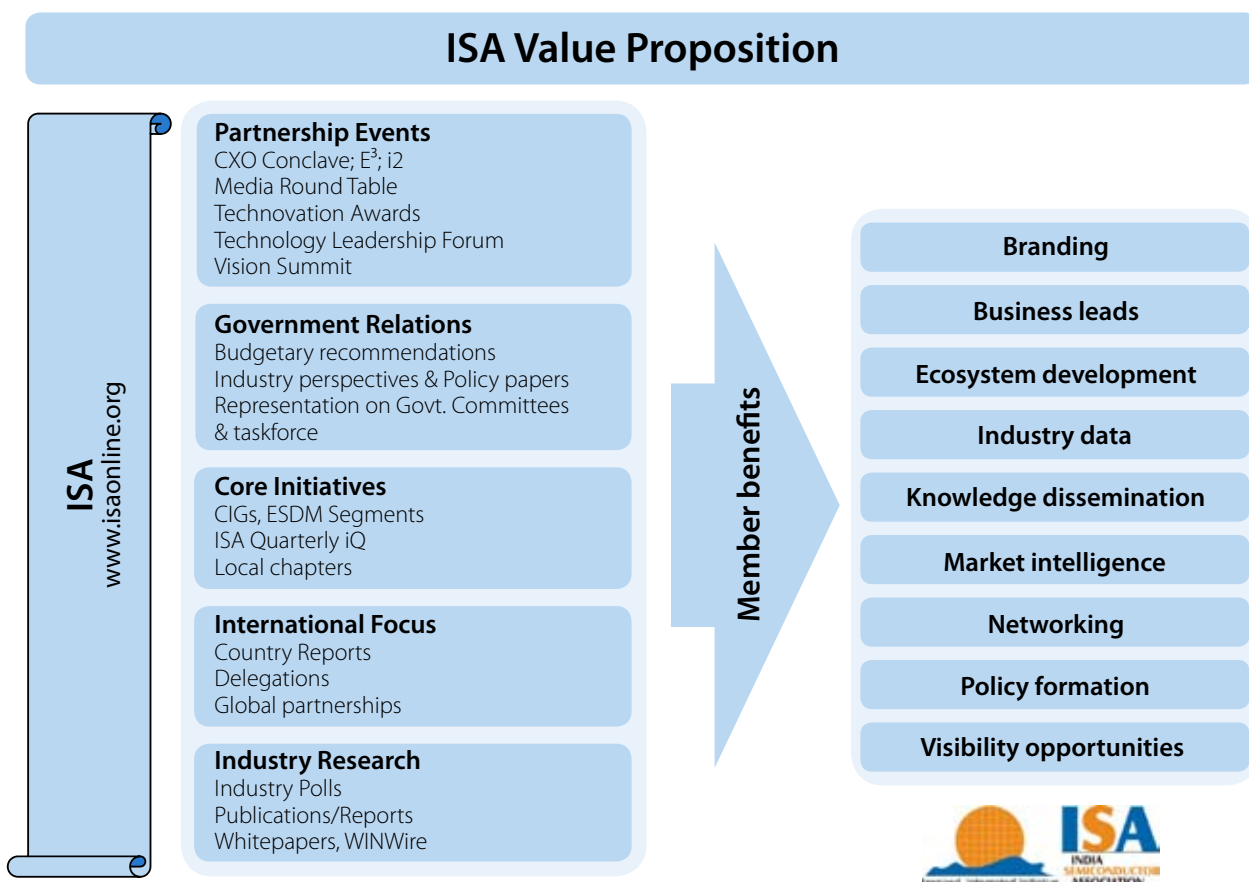 ISA Value Proposition
ISA
www.isaonline.org
Partnership Events
CXO Conclave; E³; i2
Media Round Table
Technovation Awards
Technology Leadership Forum
Vision Summit
Government Relations
Budgetary recommendations
Industry perspectives & Policy papers
Representation on Govt. Committees
& taskforce
Core Initiatives
CIGs, ESDM Segments
ISA Quarterly iQ
Local chapters
International Focus
Country Reports
Delegations
Global partnerships
Industry Research
Industry Polls
Publications/Reports
Whitepapers, WINWire
Member benefits
Branding
Business leads
Ecosystem development
Industry data
Knowledge dissemination
Market intelligence
Networking
Policy formation
Visibility opportunities
ISA
INDIA
SEMICONDUCTOR
ASSOCIATION